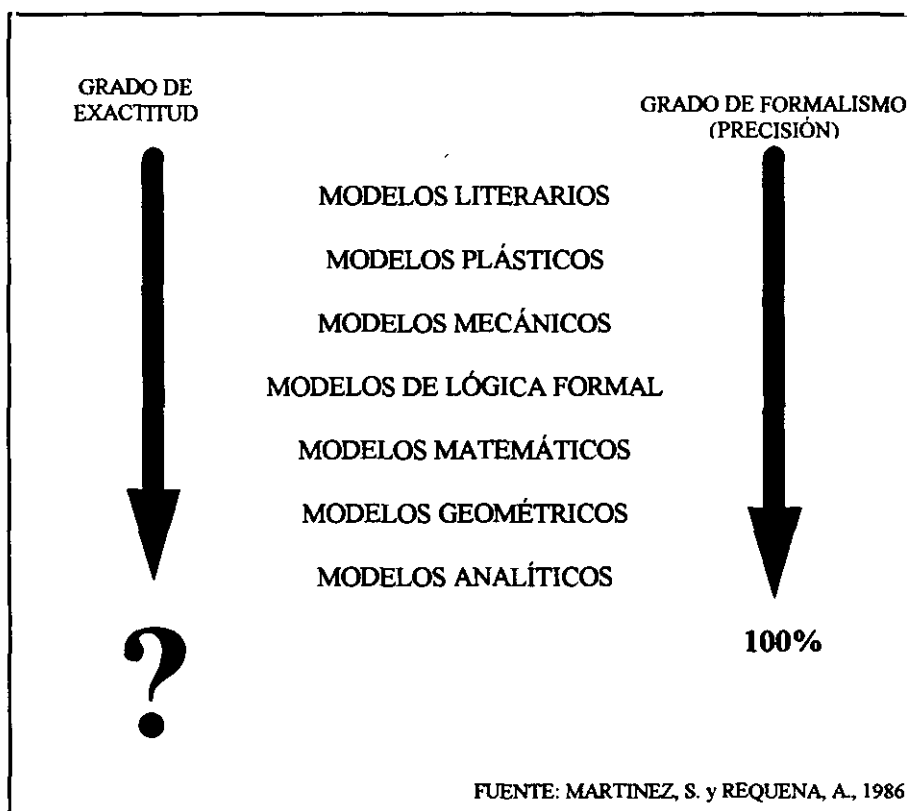 GRADO DE
EXACTITUD
GRADO DE FORMALISMO
(PRECISIÓN)
MODELOS LITERARIOS
MODELOS PLÁSTICOS
MODELOS MECÁNICOS
MODELOS DE LÓGICA FORMAL
MODELOS MATEMÁTICOS
MODELOS GEOMÉTRICOS
MODELOS ANALÍTICOS
?
100%
FUENTE: MARTINEZ, S. y REQUENA, A., 1986